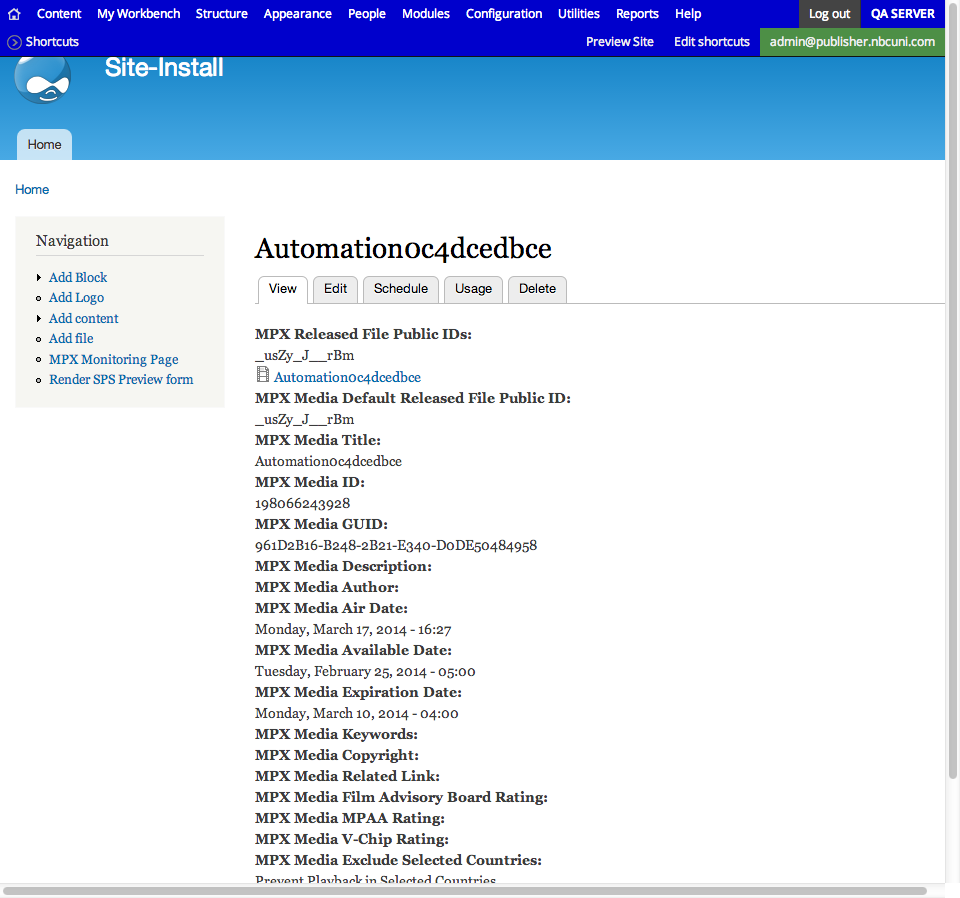 Content My Workbench Structure Appearance People Modules Configuration Utilities Reports Help Log out QA SERVER
Shortcuts Preview Site Edit shortcuts admin@publisher.nbcuni.com
Site-Install
Home
Home
Navigation
Add Block
Add Logo
Add content
Add file
MPX Monitoring Page
Render SPS Preview form
Automation0c4dcedbce
View Edit Schedule Usage Delete
MPX Released File Public IDs:
_usZy_J__rBm
Automation0c4dcedbce
MPX Media Default Released File Public ID:
_usZy_J__rBm
MPX Media Title:
Automation0c4dcedbce
MPX Media ID:
198066243928
MPX Media GUID:
961D2B16-B248-2B21-E340-D0DE50484958
MPX Media Description:
MPX Media Author:
MPX Media Air Date:
Monday, March 17, 2014 - 16:27
MPX Media Available Date:
Tuesday, February 25, 2014 - 05:00
MPX Media Expiration Date:
Monday, March 10, 2014 - 04:00
MPX Media Keywords:
MPX Media Copyright:
MPX Media Related Link:
MPX Media Film Advisory Board Rating:
MPX Media MPAA Rating:
MPX Media V-Chip Rating:
MPX Media Exclude Selected Countries:
Prevent Playback in Selected Countries